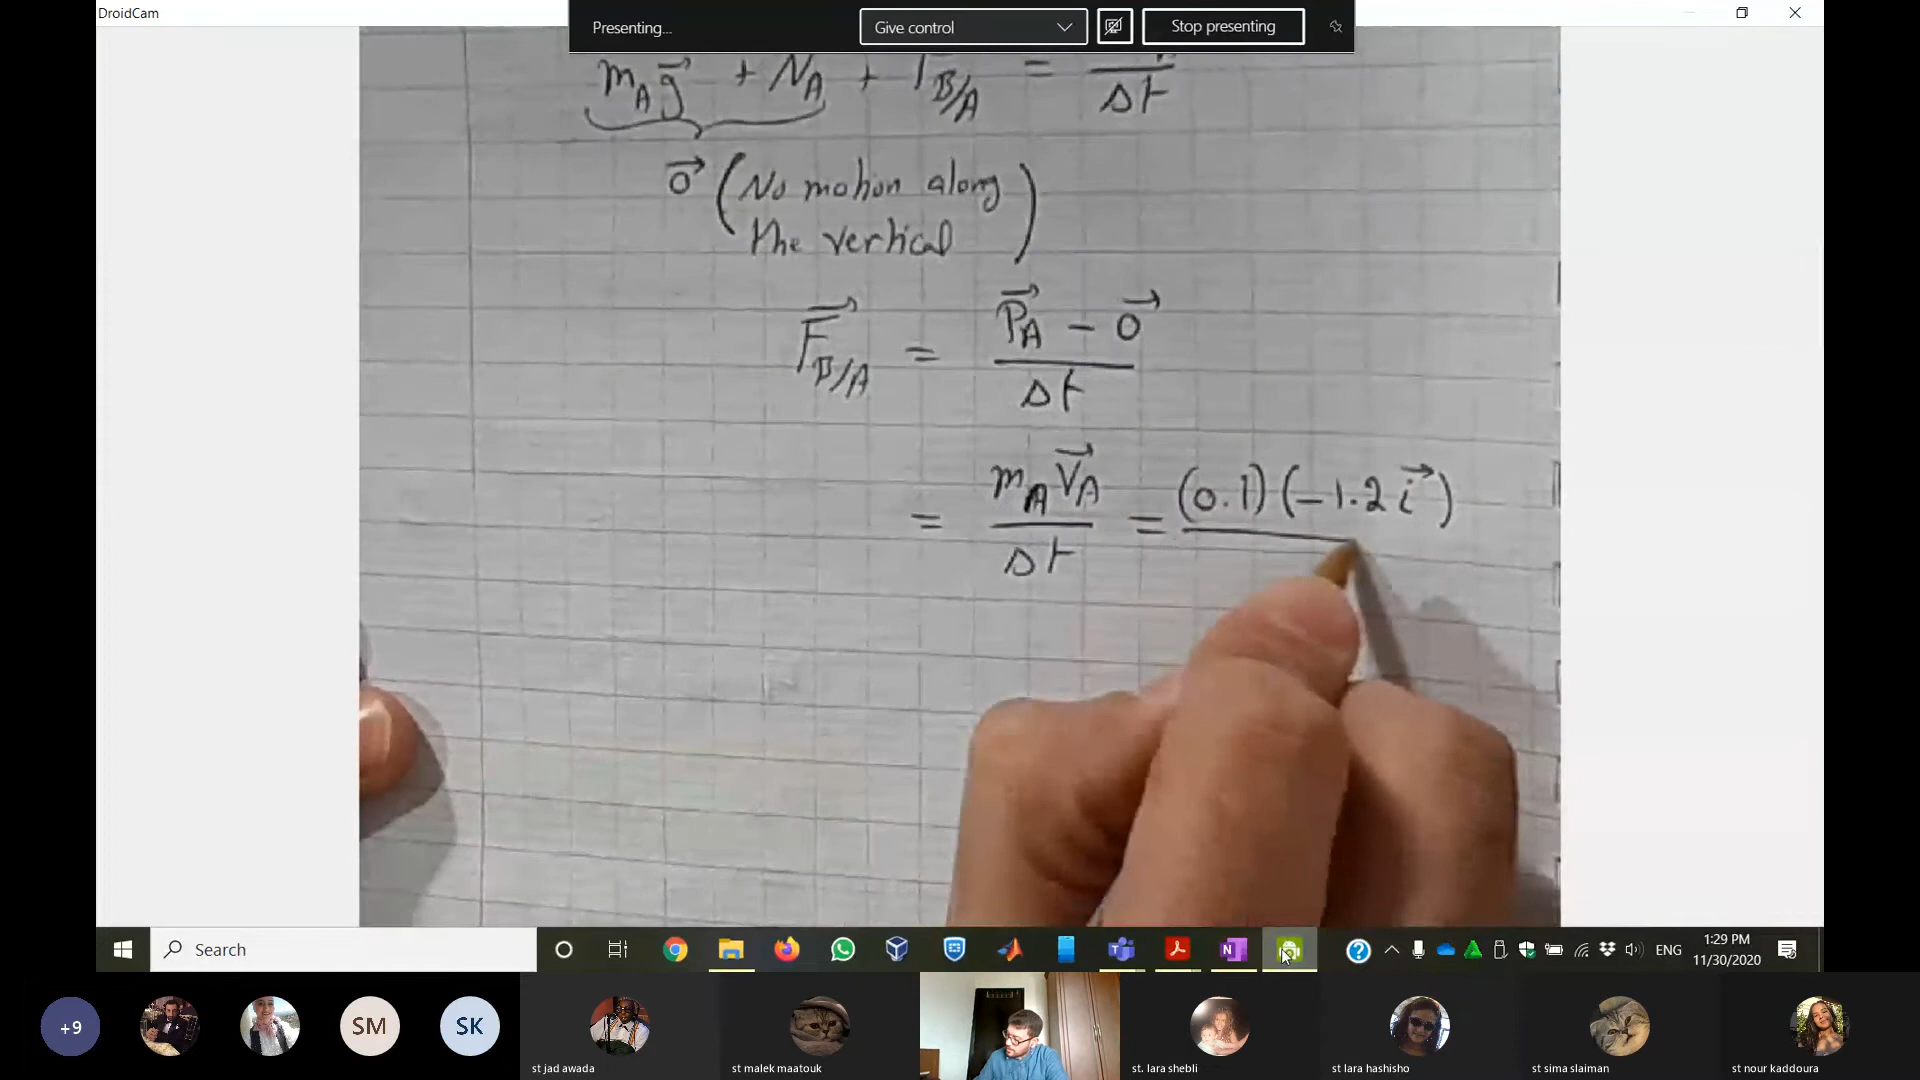 DroidCam
Presenting...
Give control
Stop presenting
m_A g⃗ + N_A + F_B/A = Δt
0⃗ (No motion along
the vertical)
F⃗_B/A = P⃗_A − 0⃗ / Δt
= m_A V⃗_A / Δt = (0.1)(−1.2 i⃗)
Search
ENG
1:29 PM
11/30/2020
+9
SM
SK
st jad awada
st malek maatouk
st. lara shebli
st lara hashisho
st sima slaiman
st nour kaddoura